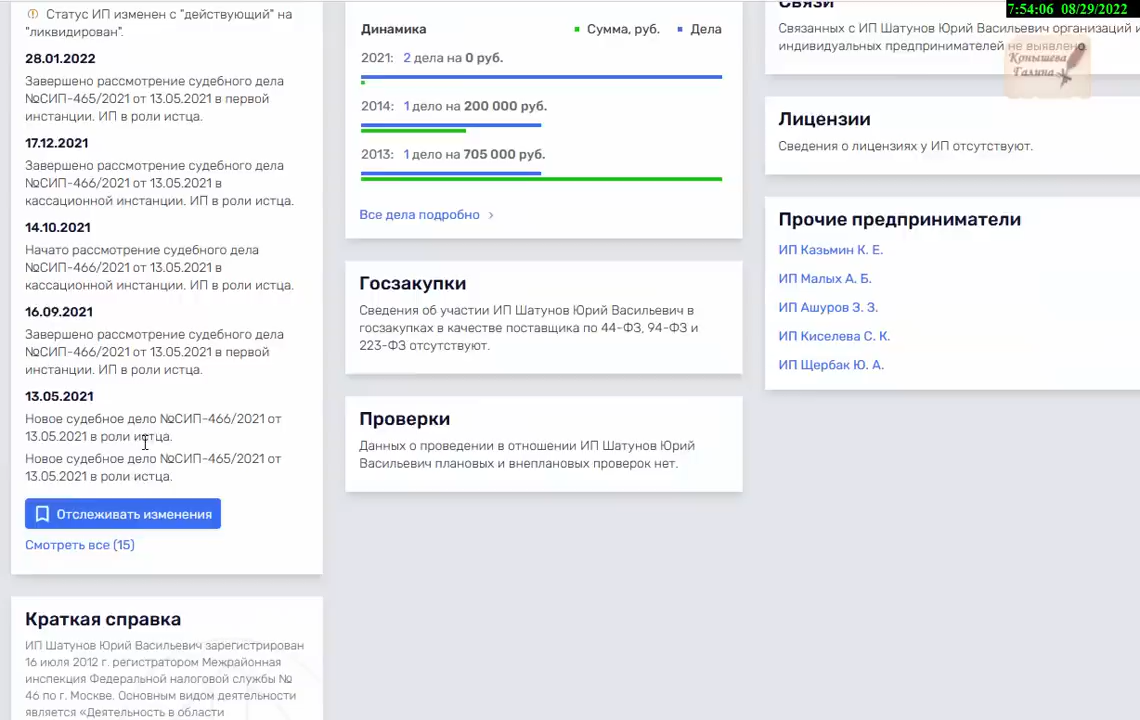 7:54:06 08/29/2022
Статус ИП изменен с "действующий" на
"ликвидирован".
28.01.2022
Завершено рассмотрение судебного дела
№СИП-465/2021 от 13.05.2021 в первой
инстанции. ИП в роли истца.
17.12.2021
Завершено рассмотрение судебного дела
№СИП-466/2021 от 13.05.2021 в
кассационной инстанции. ИП в роли истца.
14.10.2021
Начато рассмотрение судебного дела
№СИП-466/2021 от 13.05.2021 в
кассационной инстанции. ИП в роли истца.
16.09.2021
Завершено рассмотрение судебного дела
№СИП-466/2021 от 13.05.2021 в первой
инстанции. ИП в роли истца.
13.05.2021
Новое судебное дело №СИП-466/2021 от
13.05.2021 в роли истца.
Новое судебное дело №СИП-465/2021 от
13.05.2021 в роли истца.
Отслеживать изменения
Смотреть все (15)
Краткая справка
ИП Шатунов Юрий Васильевич зарегистрирован
16 июля 2012 г. регистратором Межрайонная
инспекция Федеральной налоговой службы №
46 по г. Москве. Основным видом деятельности
является «Деятельность в области
Динамика
Сумма, руб. Дела
2021: 2 дела на 0 руб.
2014: 1 дело на 200 000 руб.
2013: 1 дело на 705 000 руб.
Все дела подробно >
Госзакупки
Сведения об участии ИП Шатунов Юрий Васильевич в
госзакупках в качестве поставщика по 44-ФЗ, 94-ФЗ и
223-ФЗ отсутствуют.
Проверки
Данных о проведении в отношении ИП Шатунов Юрий
Васильевич плановых и внеплановых проверок нет.
Связи
Связанных с ИП Шатунов Юрий Васильевич организаций и
индивидуальных предпринимателей не выявлено.
Конышева
Галина
Лицензии
Сведения о лицензиях у ИП отсутствуют.
Прочие предприниматели
ИП Казьмин К. Е.
ИП Малых А. Б.
ИП Ашуров З. З.
ИП Киселева С. К.
ИП Щербак Ю. А.